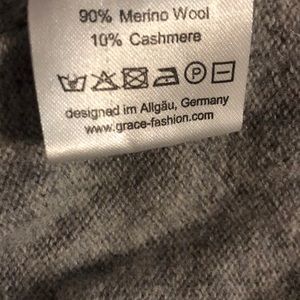 90% Merino Wool
10% Cashmere
P
designed im Allgäu, Germany
www.grace-fashion.com